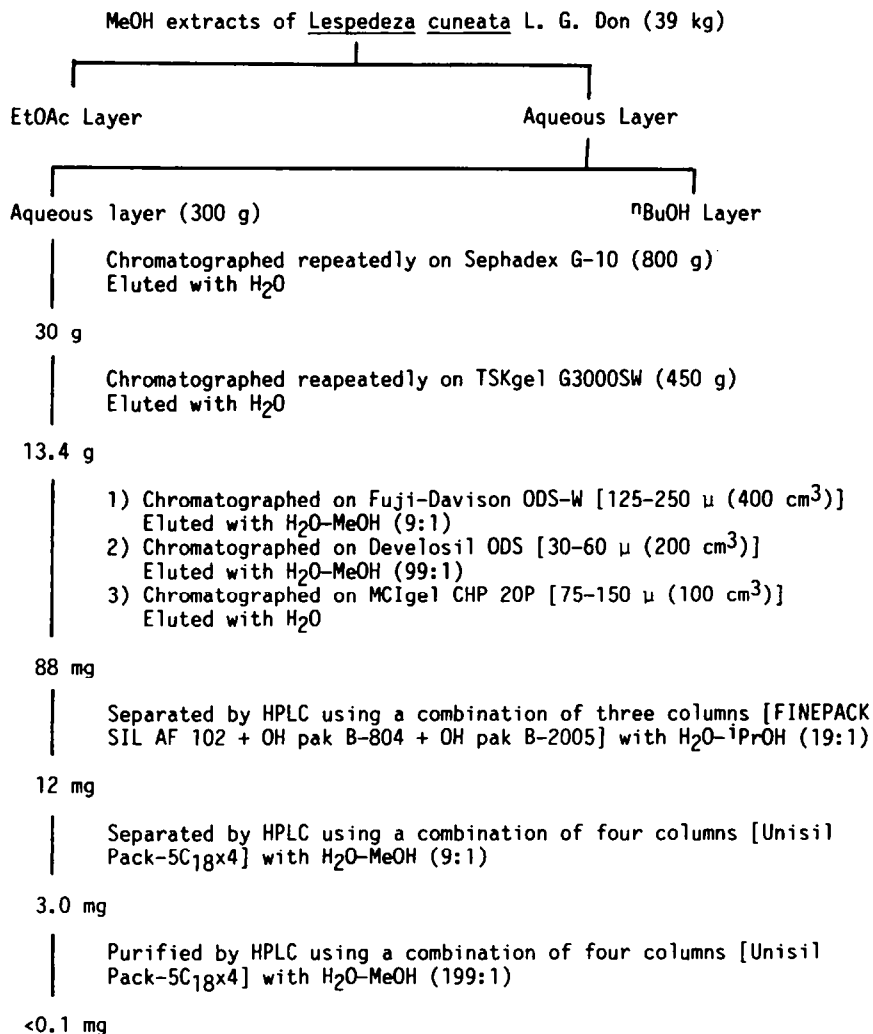 MeOH extracts of Lespedeza cuneata L. G. Don (39 kg)
EtOAc Layer
Aqueous Layer
Aqueous layer (300 g)
ⁿBuOH Layer
Chromatographed repeatedly on Sephadex G-10 (800 g)
Eluted with H₂O
30 g
Chromatographed reapeatedly on TSKgel G3000SW (450 g)
Eluted with H₂O
13.4 g
1) Chromatographed on Fuji-Davison ODS-W [125-250 μ (400 cm³)]
Eluted with H₂O-MeOH (9:1)
2) Chromatographed on Develosil ODS [30-60 μ (200 cm³)]
Eluted with H₂O-MeOH (99:1)
3) Chromatographed on MCIgel CHP 20P [75-150 μ (100 cm³)]
Eluted with H₂O
88 mg
Separated by HPLC using a combination of three columns [FINEPACK
SIL AF 102 + OH pak B-804 + OH pak B-2005] with H₂O-ⁱPrOH (19:1)
12 mg
Separated by HPLC using a combination of four columns [Unisil
Pack-5C₁₈x4] with H₂O-MeOH (9:1)
3.0 mg
Purified by HPLC using a combination of four columns [Unisil
Pack-5C₁₈x4] with H₂O-MeOH (199:1)
<0.1 mg